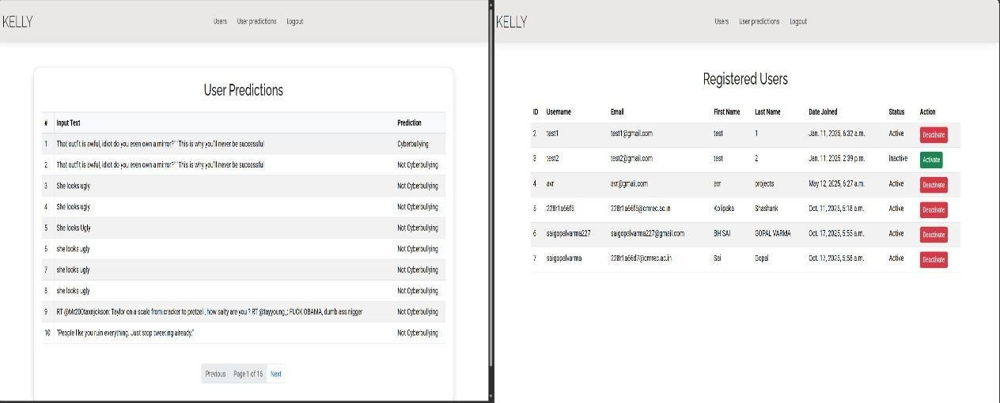 KELLY
Users User predictions Logout
User Predictions
# Input Text Prediction
1 That outfit is awful, idiot do you even own a mirror?" "This is why you'll never be successful Cyberbullying
2 That outfit is awful, idiot do you even own a mirror?" "This is why you'll never be successful Not Cyberbullying
3 She looks ugly Not Cyberbullying
4 She looks ugly Not Cyberbullying
5 She looks Ugly Not Cyberbullying
6 she looks ugly Not Cyberbullying
7 she looks ugly Not Cyberbullying
8 she looks ugly Not Cyberbullying
9 RT @Mr200taxnjckson: Taylor on a scale from cracker to pretzel , how salty are you ? RT @tayyoung_: FUCK OBAMA, dumb ass nigger Not Cyberbullying
10 "People like you ruin everything. Just stop tweeting already." Not Cyberbullying
Previous Page 1 of 16 Next
KELLY
Users User predictions Logout
Registered Users
ID Username Email First Name Last Name Date Joined Status Action
2 test1 test1@gmail.com test 1 Jan. 11, 2025, 6:32 a.m. Active Deactivate
3 test2 test2@gmail.com test 2 Jan. 11, 2025, 2:39 p.m. Inactive Activate
4 avr avr@gmail.com avr projects May 12, 2025, 6:27 a.m. Active Deactivate
5 228r1a66f5 228r1a66f5@cmrec.ac.in Kolipaka Shashank Oct. 11, 2025, 5:18 a.m. Active Deactivate
6 saigopalvarma227 saigopalvarma227@gmail.com BH SAI GOPAL VARMA Oct. 17, 2025, 5:55 a.m. Active Deactivate
7 saigopalvarma 228r1a66d7@cmrec.ac.in Sai Gopal Oct. 17, 2025, 5:58 a.m. Active Deactivate